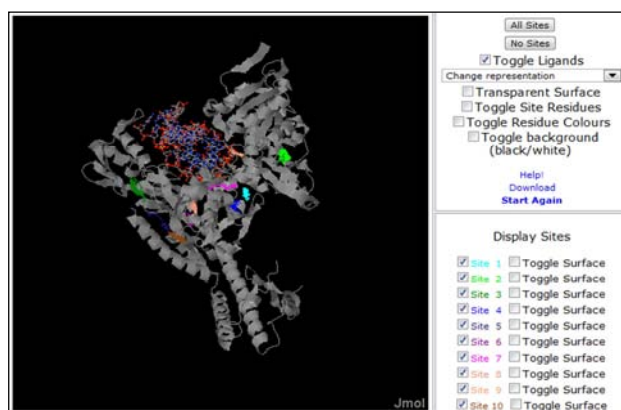 All Sites
No Sites
Toggle Ligands
Change representation
Transparent Surface
Toggle Site Residues
Toggle Residue Colours
Toggle background
(black/white)
Help!
Download
Start Again
Display Sites
Site 1 Toggle Surface
Site 2 Toggle Surface
Site 3 Toggle Surface
Site 4 Toggle Surface
Site 5 Toggle Surface
Site 6 Toggle Surface
Site 7 Toggle Surface
Site 8 Toggle Surface
Site 9 Toggle Surface
Site 10 Toggle Surface
Jmol